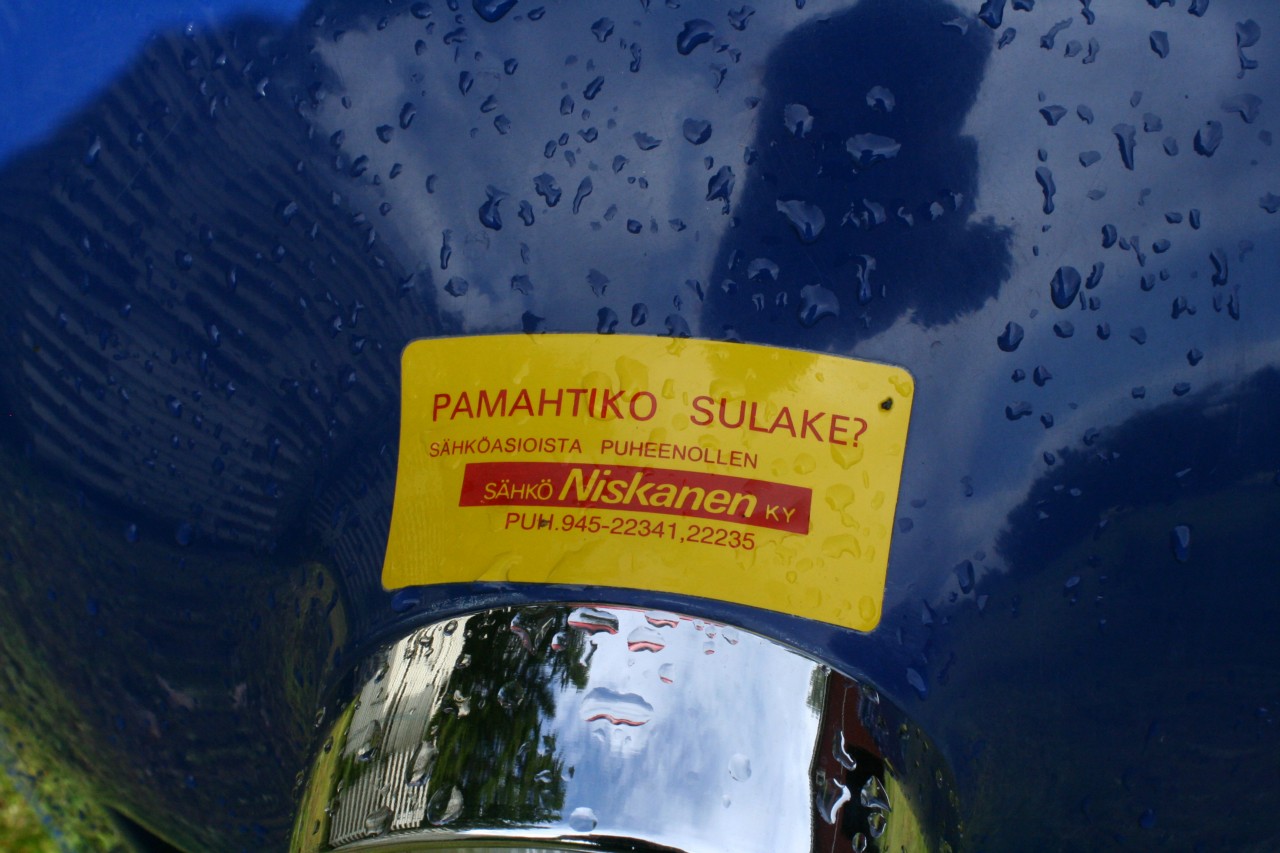 PAMAHTIKO SULAKE?
SÄHKÖASIOISTA PUHEENOLLEN
SÄHKÖ Niskanen KY
PUH.945-22341,22235